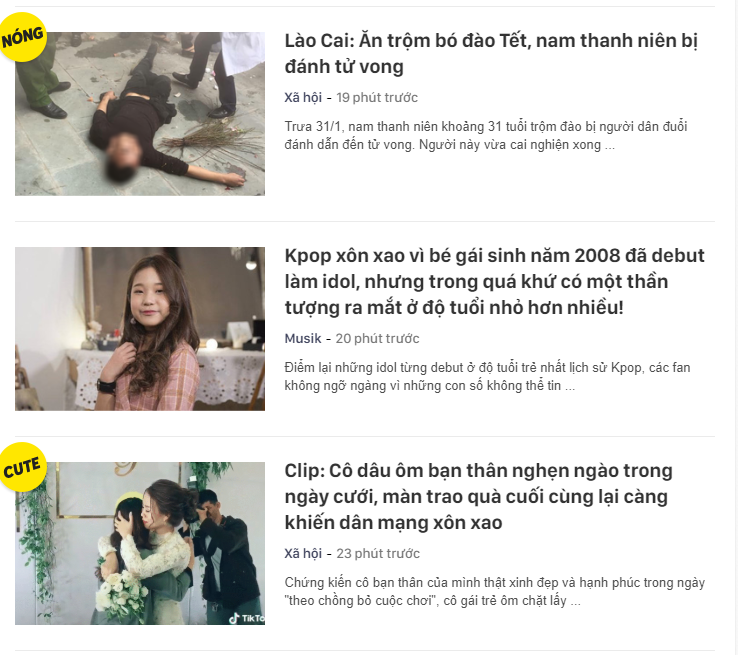 NÓNG
Lào Cai: Ăn trộm bó đào Tết, nam thanh niên bị
đánh tử vong
Xã hội - 19 phút trước
Trưa 31/1, nam thanh niên khoảng 31 tuổi trộm đào bị người dân đuổi
đánh dẫn đến tử vong. Người này vừa cai nghiện xong ...
Kpop xôn xao vì bé gái sinh năm 2008 đã debut
làm idol, nhưng trong quá khứ có một thần
tượng ra mắt ở độ tuổi nhỏ hơn nhiều!
Musik - 20 phút trước
Điểm lại những idol từng debut ở độ tuổi trẻ nhất lịch sử Kpop, các fan
không ngỡ ngàng vì những con số không thể tin ...
CUTE
Clip: Cô dâu ôm bạn thân nghẹn ngào trong
ngày cưới, màn trao quà cuối cùng lại càng
khiến dân mạng xôn xao
Xã hội - 23 phút trước
Chứng kiến cô bạn thân của mình thật xinh đẹp và hạnh phúc trong ngày
"theo chồng bỏ cuộc chơi", cô gái trẻ ôm chặt lấy ...
TikTo